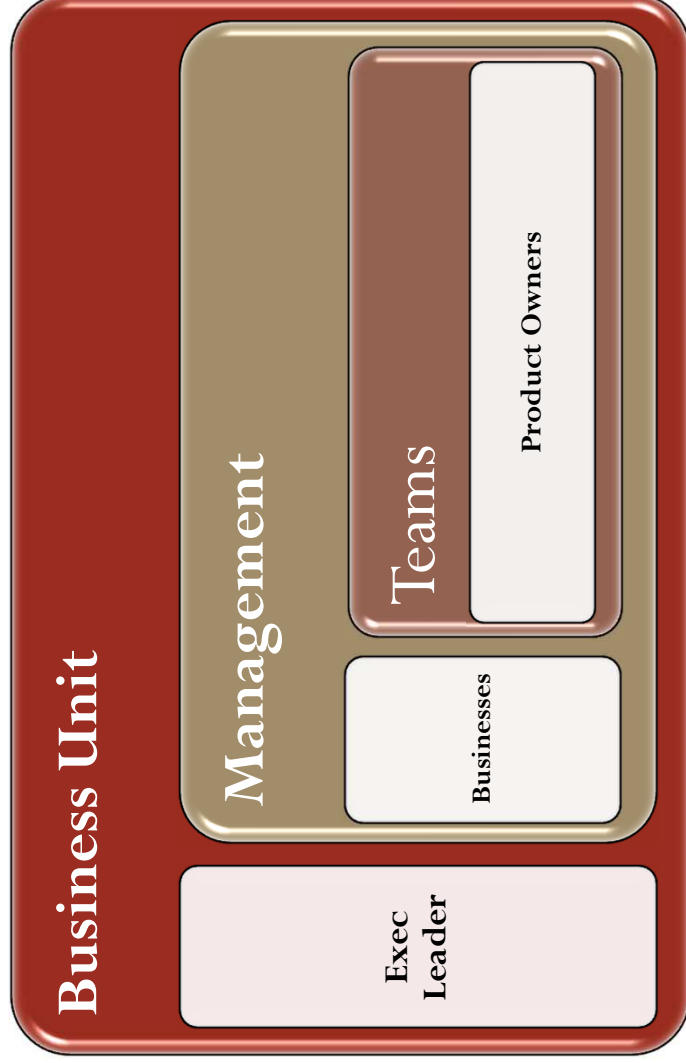 Business Unit
Exec
Leader
Management
Businesses
Teams
Product Owners